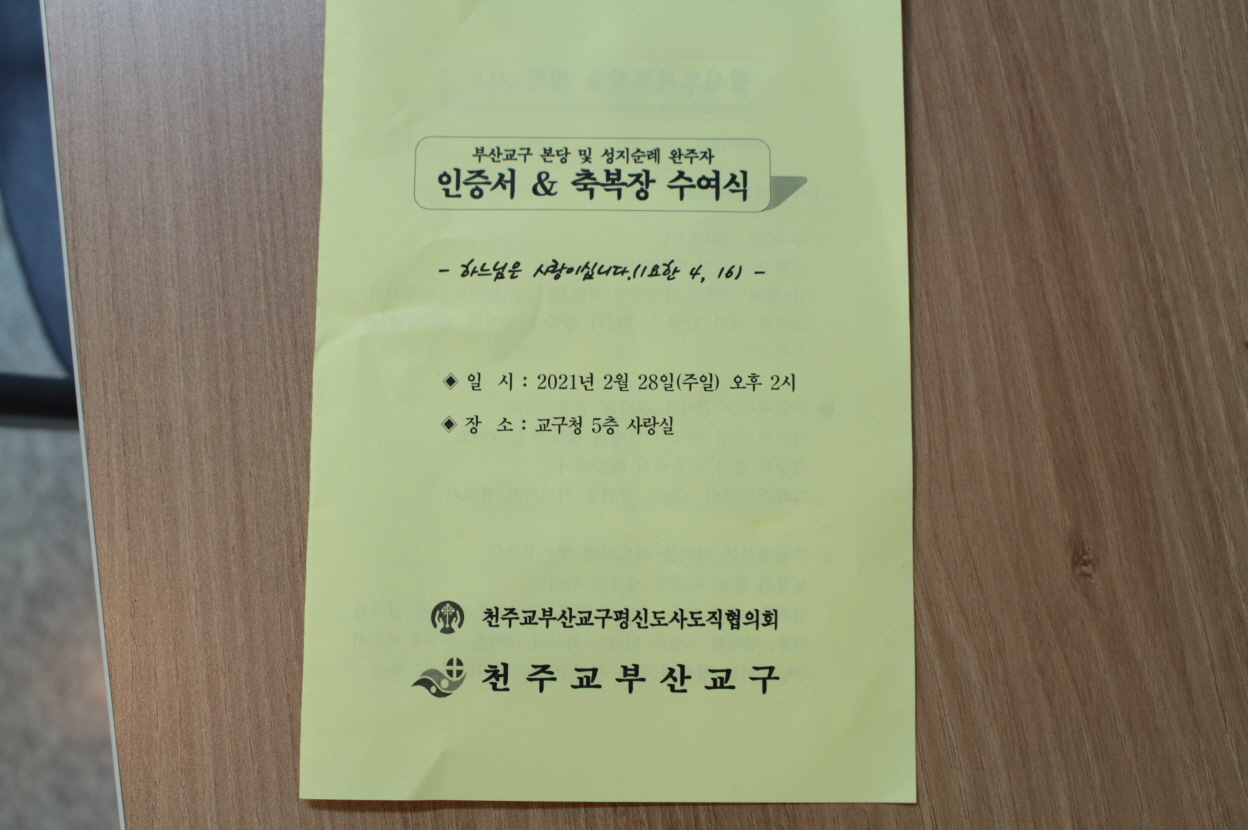 부산교구 본당 및 성지순례 완주자
인증서 & 축복장 수여식
- 하느님은 사랑이십니다.(1요한 4, 16) -
◈ 일 시 : 2021년 2월 28일(주일) 오후 2시
◈ 장 소 : 교구청 5층 사랑실
천주교부산교구평신도사도직협의회
천주교부산교구